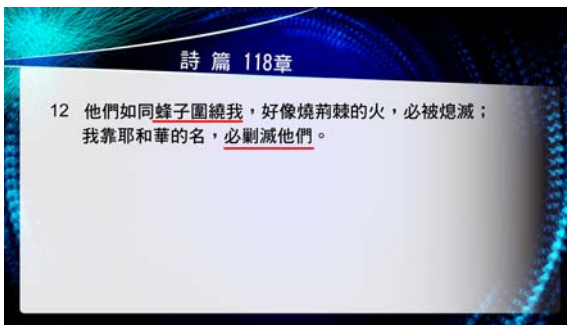 詩篇 118章
12 他們如同蜂子圍繞我，好像燒荊棘的火，必被熄滅；
我靠耶和華的名，必剿滅他們。